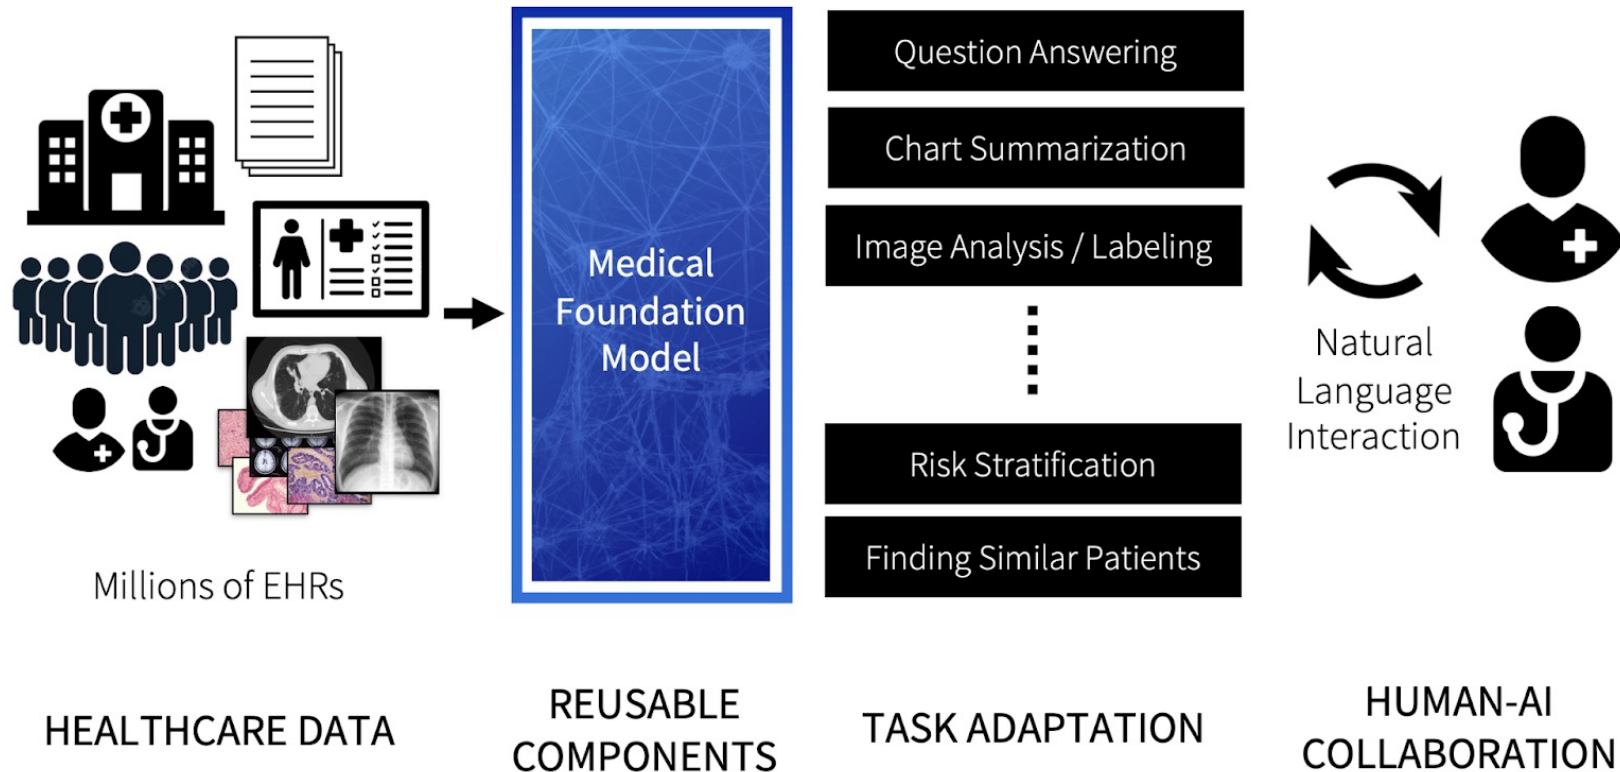 Millions of EHRs
HEALTHCARE DATA
Medical
Foundation
Model
REUSABLE
COMPONENTS
Question Answering
Chart Summarization
Image Analysis / Labeling
Risk Stratification
Finding Similar Patients
TASK ADAPTATION
Natural
Language
Interaction
HUMAN-AI
COLLABORATION